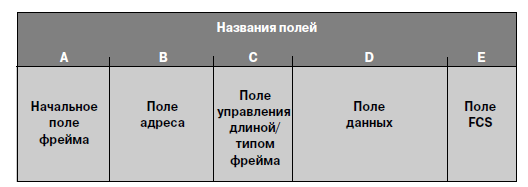 Названия полей
A B C D E
Начальное
поле
фрейма
Поле
адреса
Поле
управления
длиной/
типом
фрейма
Поле
данных
Поле
FCS